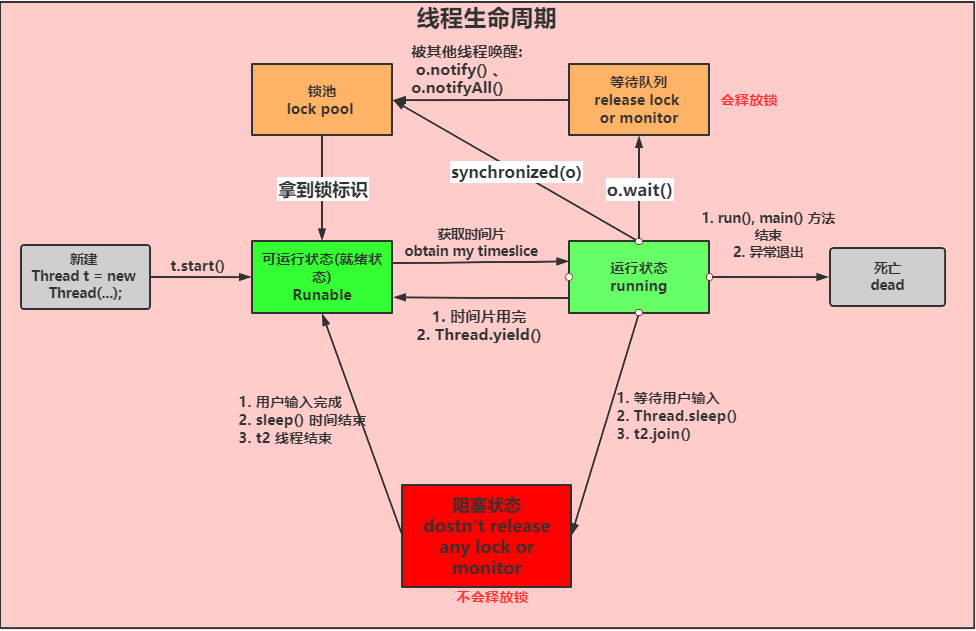 线程生命周期
被其他线程唤醒:
o.notify() 、
o.notifyAll()
锁池
lock pool
等待队列
release lock
or monitor
会释放锁
synchronized(o)
o.wait()
拿到锁标识
1. run(), main() 方法
结束
2. 异常退出
新建
Thread t = new
Thread(...);
t.start()
可运行状态(就绪状
态)
Runable
获取时间片
obtain my timeslice
运行状态
running
死亡
dead
1. 时间片用完
2. Thread.yield()
1. 用户输入完成
2. sleep() 时间结束
3. t2 线程结束
1. 等待用户输入
2. Thread.sleep()
3. t2.join()
阻塞状态
dostn't release
any lock or
monitor
不会释放锁